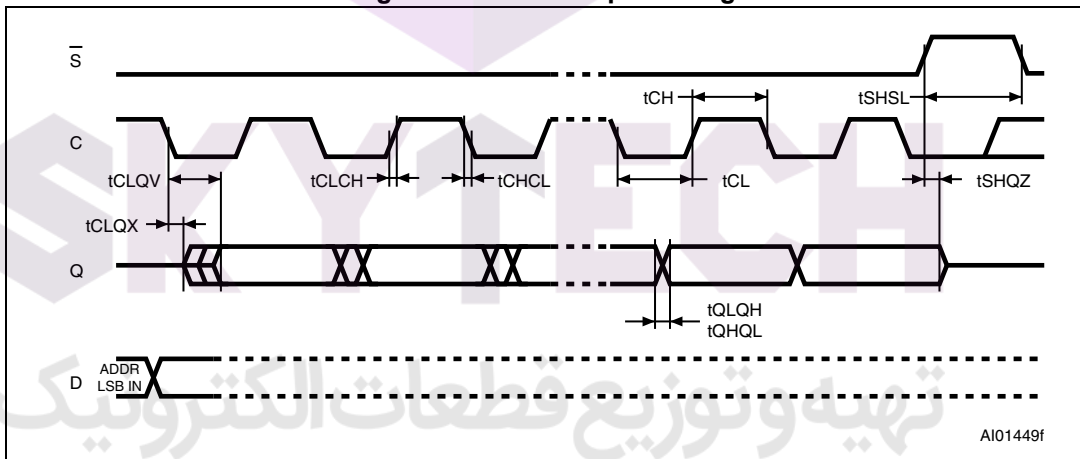 S
tCH
tSHSL
C
tCLQV
tCLCH
tCHCL
tCL
tSHQZ
tCLQX
Q
tQLQH
tQHQL
D
ADDR
LSB IN
AI01449f
SKYTECH
تهیه و توزیع قطعات الکترونیک